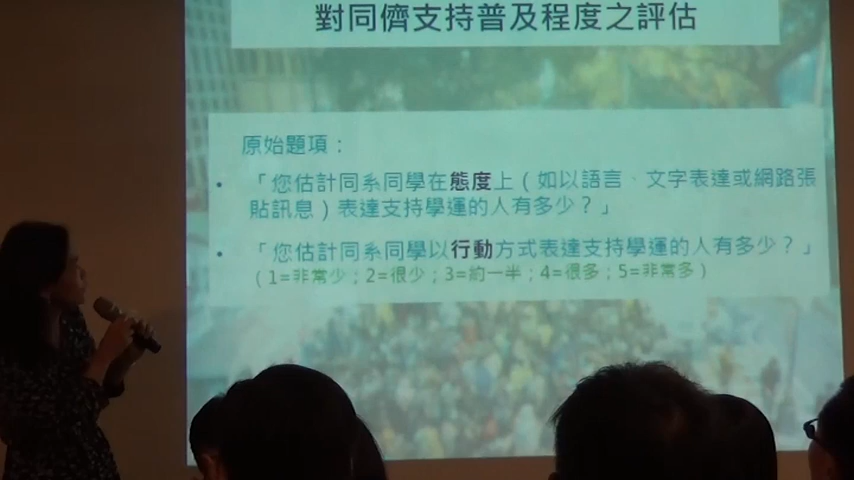 對同儕支持普及程度之評估
原始題項：
• 「您估計同系同學在態度上（如以語言、文字表達或網路張
貼訊息）表達支持學運的人有多少？」
• 「您估計同系同學以行動方式表達支持學運的人有多少？」
（1=非常少；2=很少；3=約一半；4=很多；5=非常多）